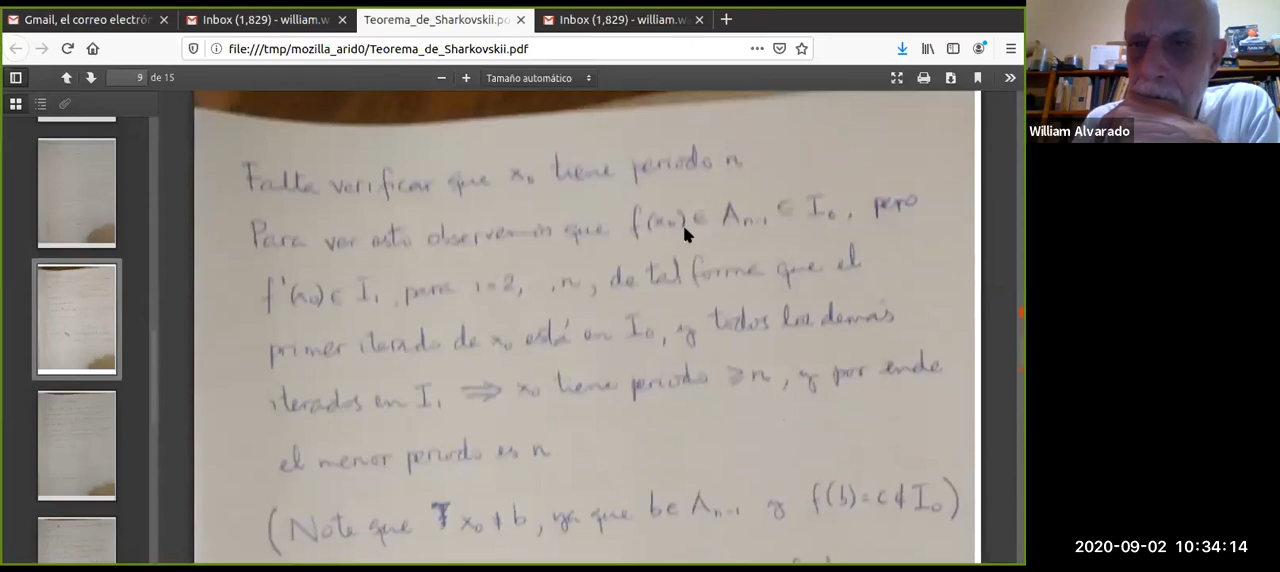 Gmail, el correo electrón
Inbox (1,829) - william.w
Teorema_de_Sharkovskii.pd
Inbox (1,829) - william.w
file:///tmp/mozilla_arid0/Teorema_de_Sharkovskii.pdf
9 de 15
Tamaño automático
William Alvarado
Falta verificar que x₀ tiene periodo n
Para ver esto observemos que f(x₀) ∈ Aₙ₋₁ ⊂ I₀, pero
fⁱ(x₀) ∈ I₁ para i=2, ,n, de tal forma que el
primer iterado de x₀ está en I₀, y todos los demás
iterados en I₁ ⟹ x₀ tiene periodo ≥ n, y por ende
el menor periodo es n
(Note que x₀ ≠ b, ya que b ∈ Aₙ₋₁ y f(b) = c ∉ I₀)
2020-09-02 10:34:14